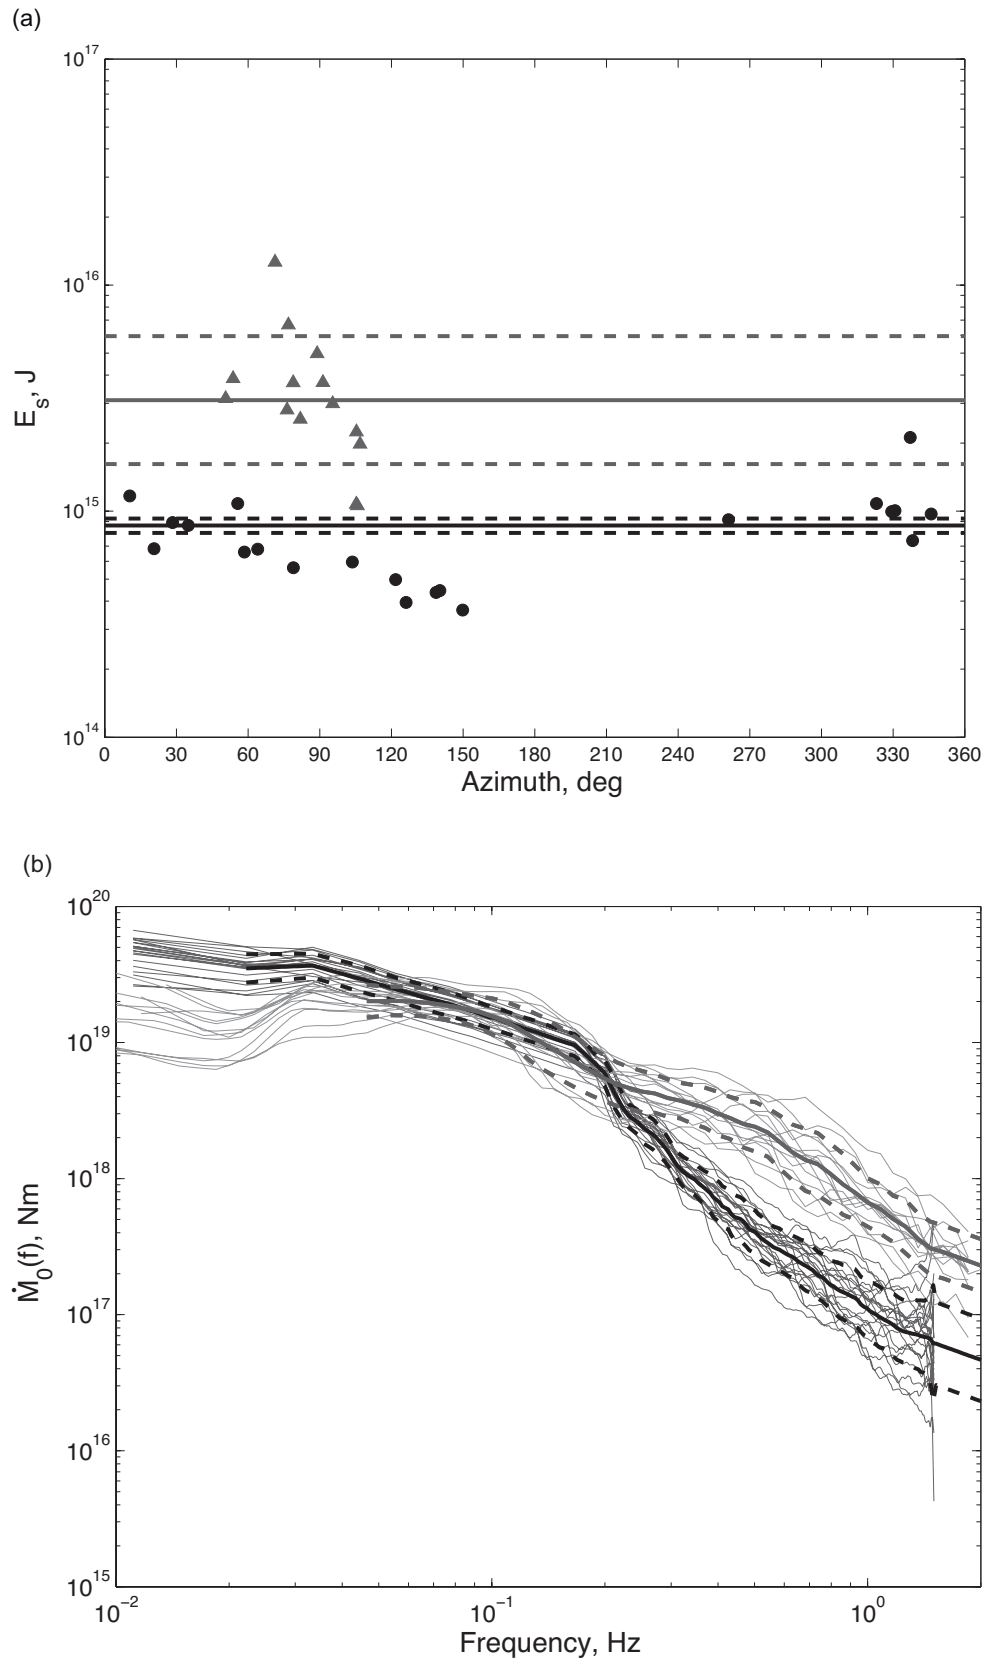 (a)
10^17
10^16
10^15
10^14
E_s, J
0 30 60 90 120 150 180 210 240 270 300 330 360
Azimuth, deg
(b)
10^20
10^19
10^18
10^17
10^16
10^15
Ṁ_0(f), Nm
10^−2 10^−1 10^0
Frequency, Hz